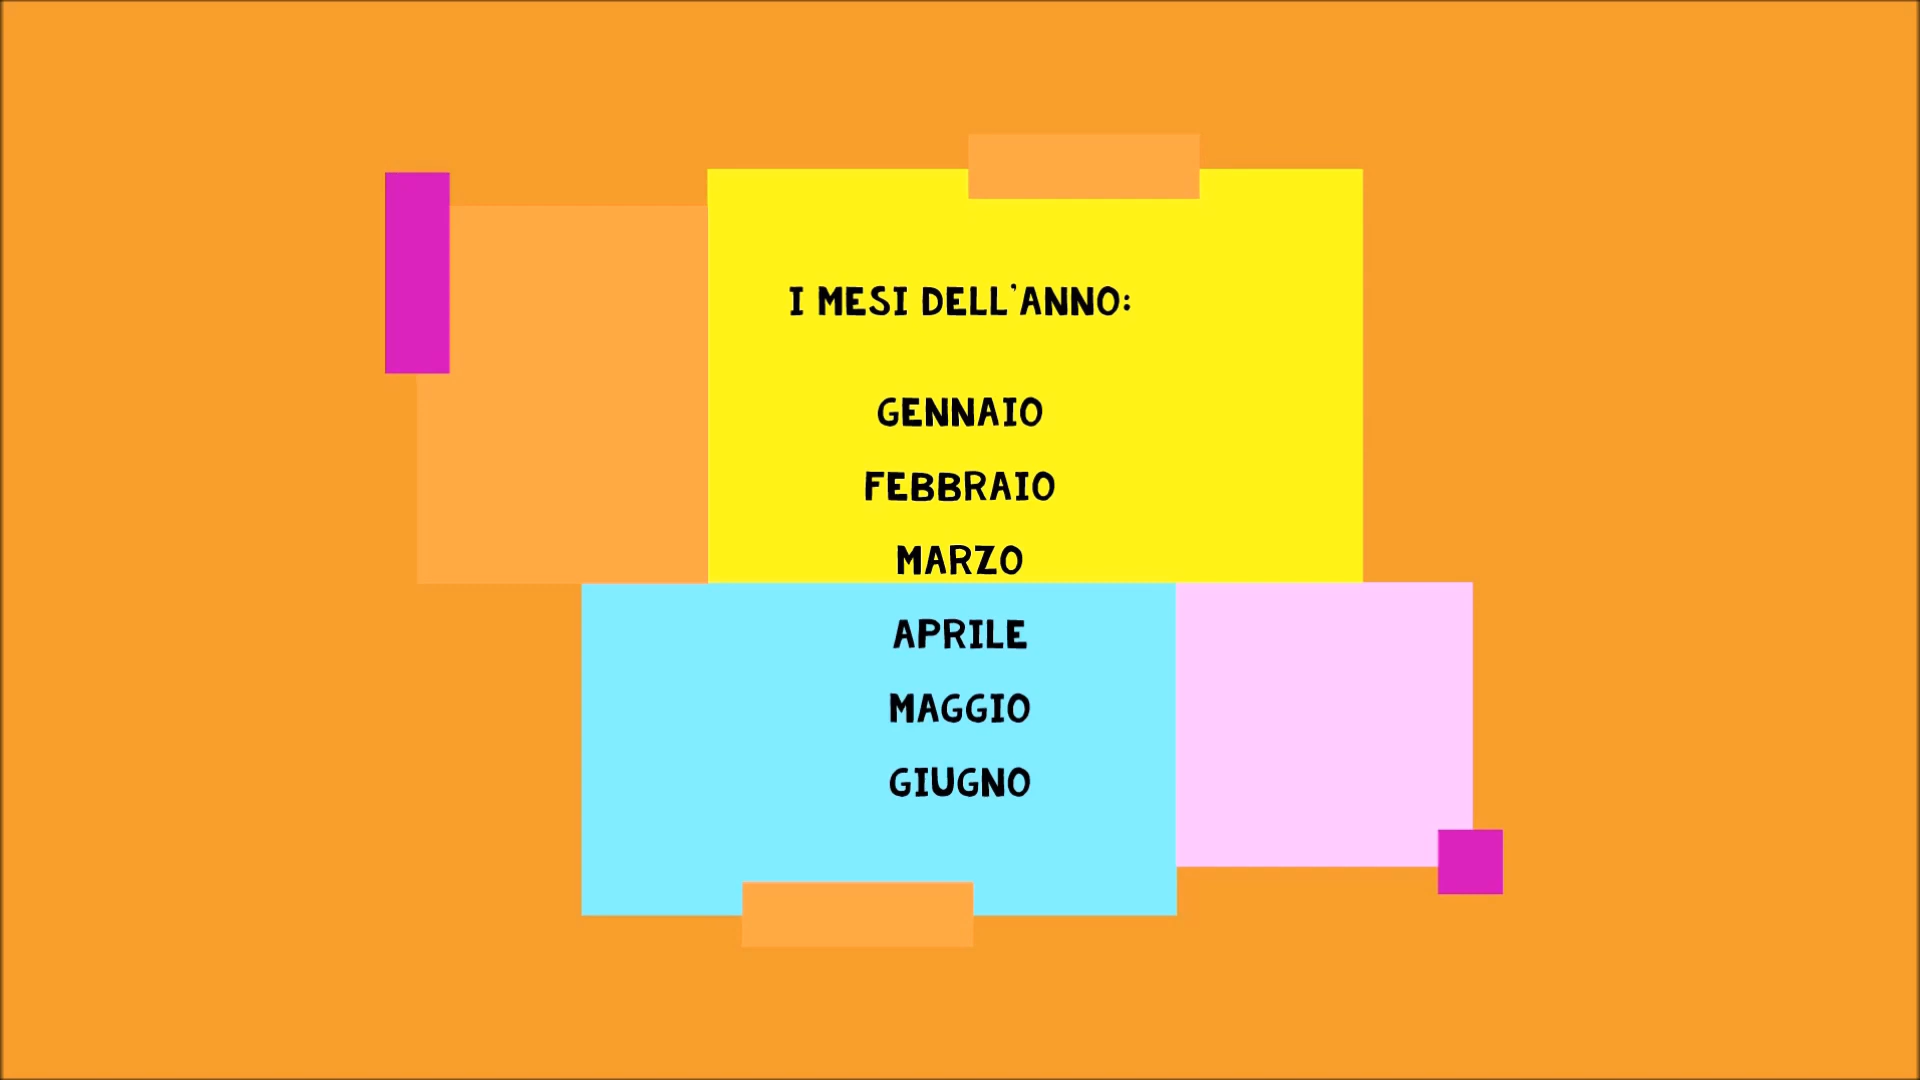 I MESI DELL'ANNO:
GENNAIO
FEBBRAIO
MARZO
APRILE
MAGGIO
GIUGNO